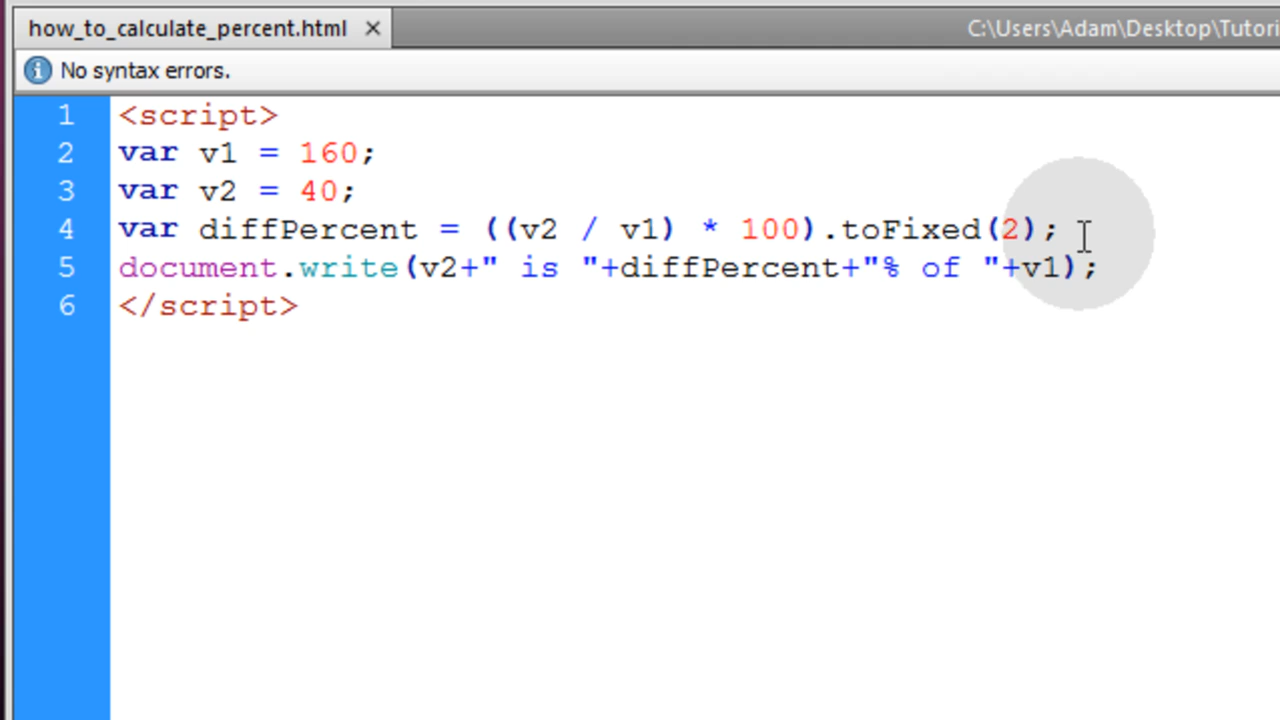 how_to_calculate_percent.html ×
C:\Users\Adam\Desktop\Tutori
No syntax errors.
1 <script>
2 var v1 = 160;
3 var v2 = 40;
4 var diffPercent = ((v2 / v1) * 100).toFixed(2);
5 document.write(v2+" is "+diffPercent+"% of "+v1);
6 </script>